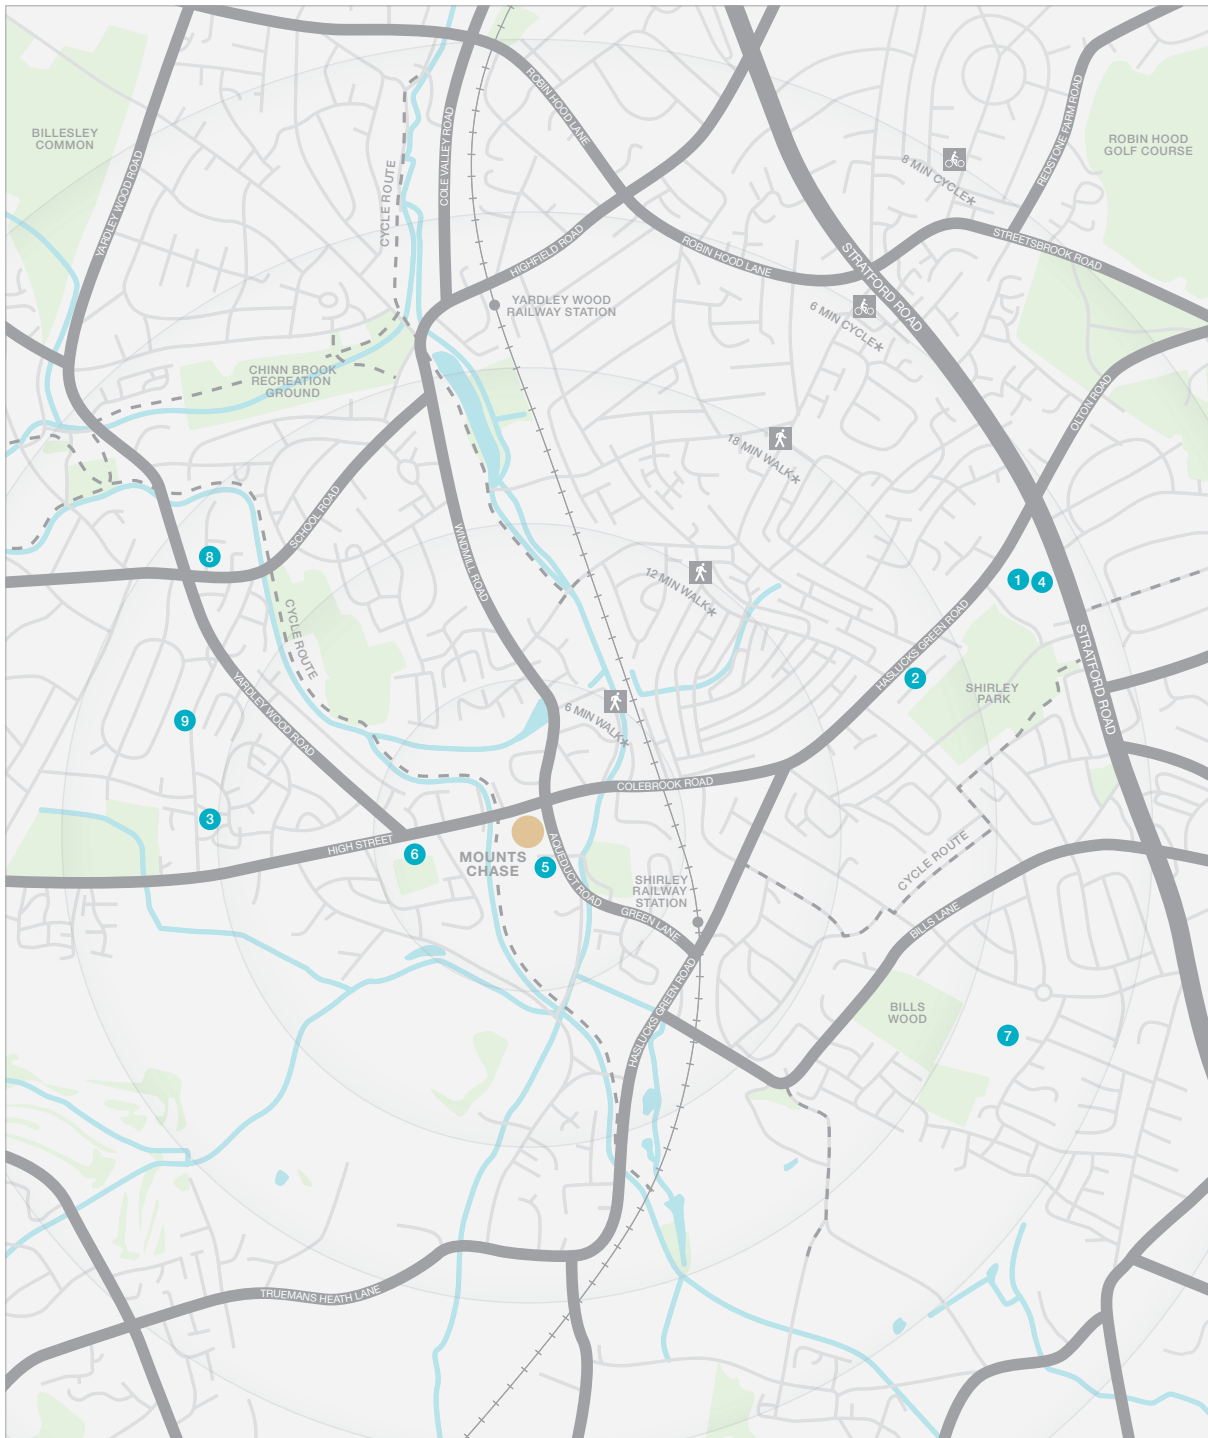 BILLESLEY
COMMON
YARDLEY WOOD ROAD
CYCLE ROUTE
COLE VALLEY ROAD
ROBIN HOOD LANE
HIGHFIELD ROAD
YARDLEY WOOD
RAILWAY STATION
ROBIN HOOD LANE
8 MIN CYCLE*
REDSTONE FARM ROAD
ROBIN HOOD
GOLF COURSE
STREETSBROOK ROAD
STRATFORD ROAD
6 MIN CYCLE*
CHINN BROOK
RECREATION
GROUND
OLTON ROAD
18 MIN WALK*
SCHOOL ROAD
WINDMILL ROAD
8
12 MIN WALK*
1
4
CYCLE ROUTE
HASLUCKS GREEN ROAD
STRATFORD ROAD
2
SHIRLEY
PARK
YARDLEY WOOD ROAD
9
6 MIN WALK*
COLEBROOK ROAD
3
HIGH STREET
6
MOUNTS
CHASE
5
AQUEDUCT ROAD
SHIRLEY
RAILWAY
STATION
GREEN LANE
CYCLE ROUTE
BILLS LANE
HASLUCKS GREEN ROAD
BILLS
WOOD
7
TRUEMANS HEATH LANE